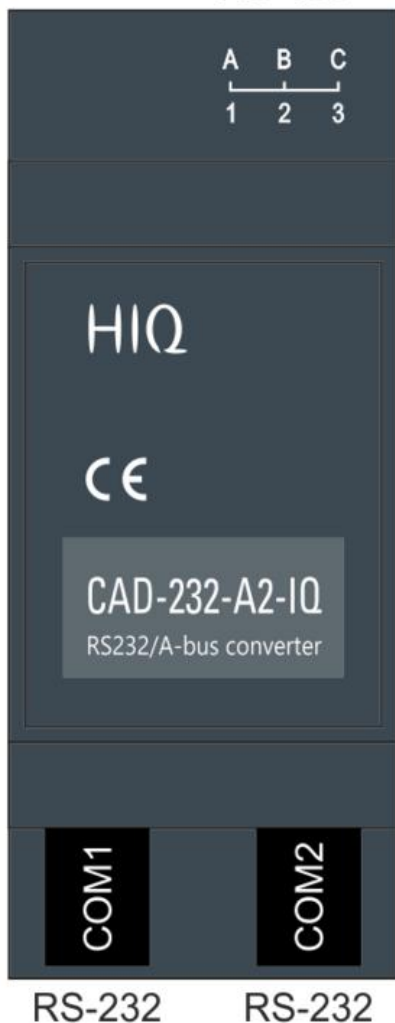 A B C
1 2 3
HIQ
CE
CAD-232-A2-IQ
RS232/A-bus converter
COM1 COM2
RS-232 RS-232